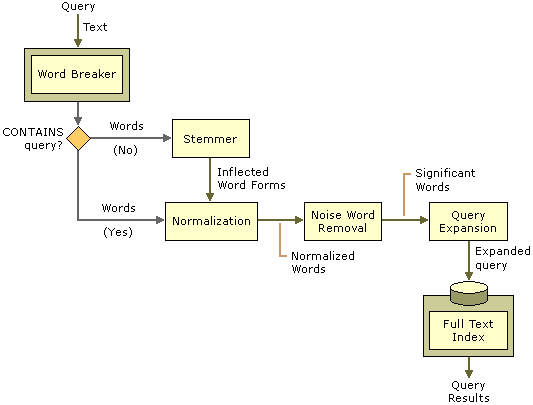 Query
Text
Word Breaker
CONTAINS
query?
Words
(No)
Stemmer
Inflected
Word Forms
Words
(Yes)
Normalization
Normalized
Words
Noise Word
Removal
Significant
Words
Query
Expansion
Expanded
query
Full Text
Index
Query
Results